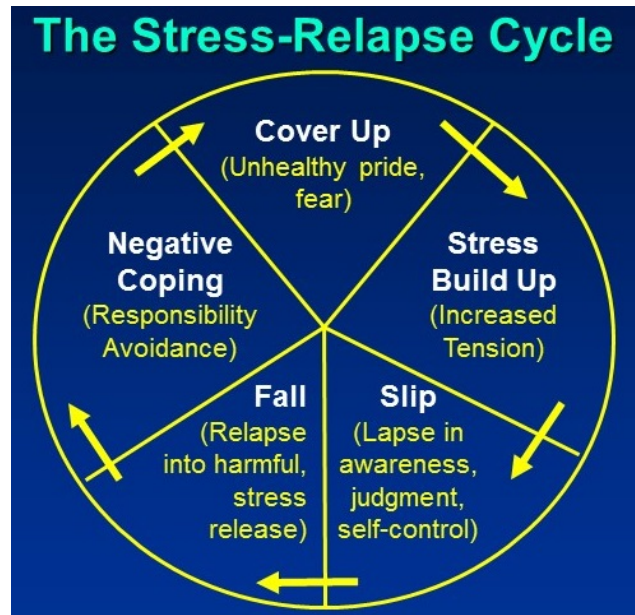 The Stress-Relapse Cycle
Cover Up
(Unhealthy pride,
fear)
Stress
Build Up
(Increased
Tension)
Slip
(Lapse in
awareness,
judgment,
self-control)
Fall
(Relapse
into harmful,
stress
release)
Negative
Coping
(Responsibility
Avoidance)